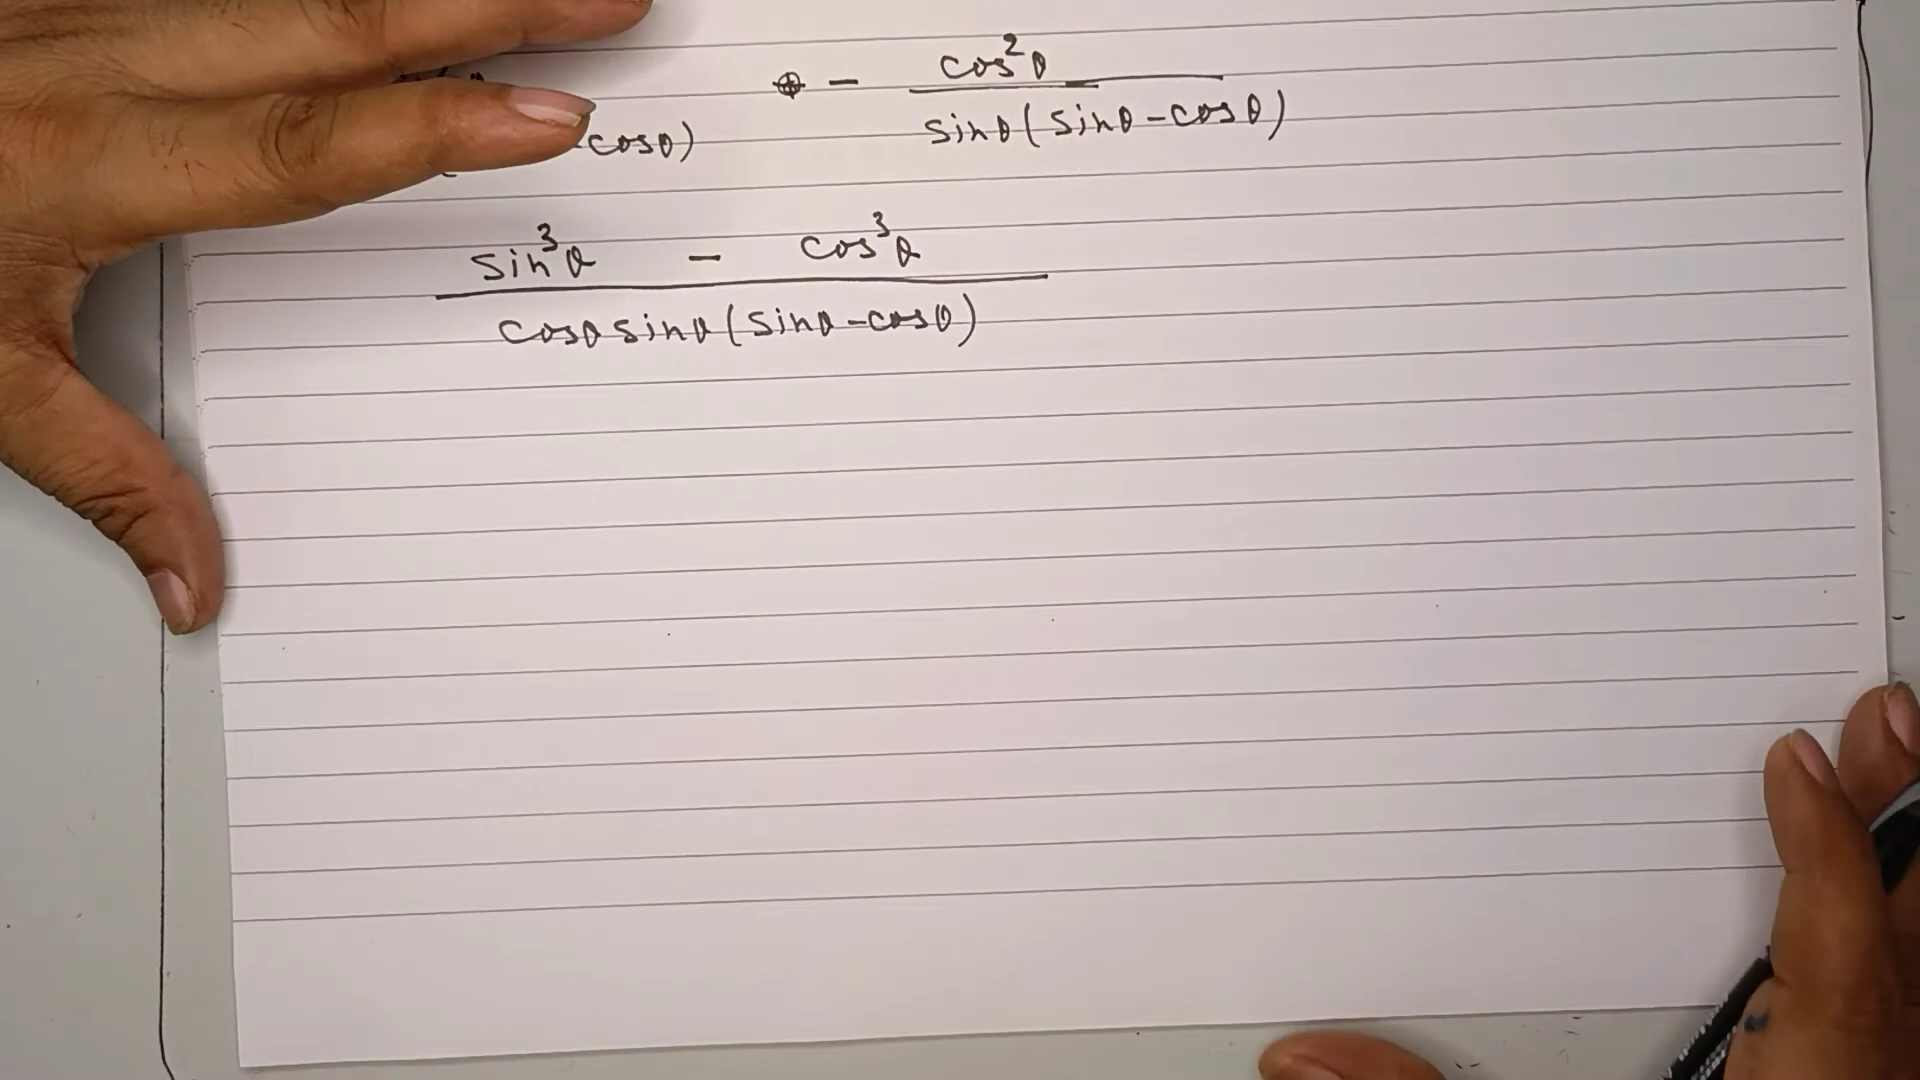 ⊕ - cos²θ
cosθ) sinθ(sinθ-cosθ)
sin³θ - cos³θ
cosθ sinθ(sinθ-cosθ)